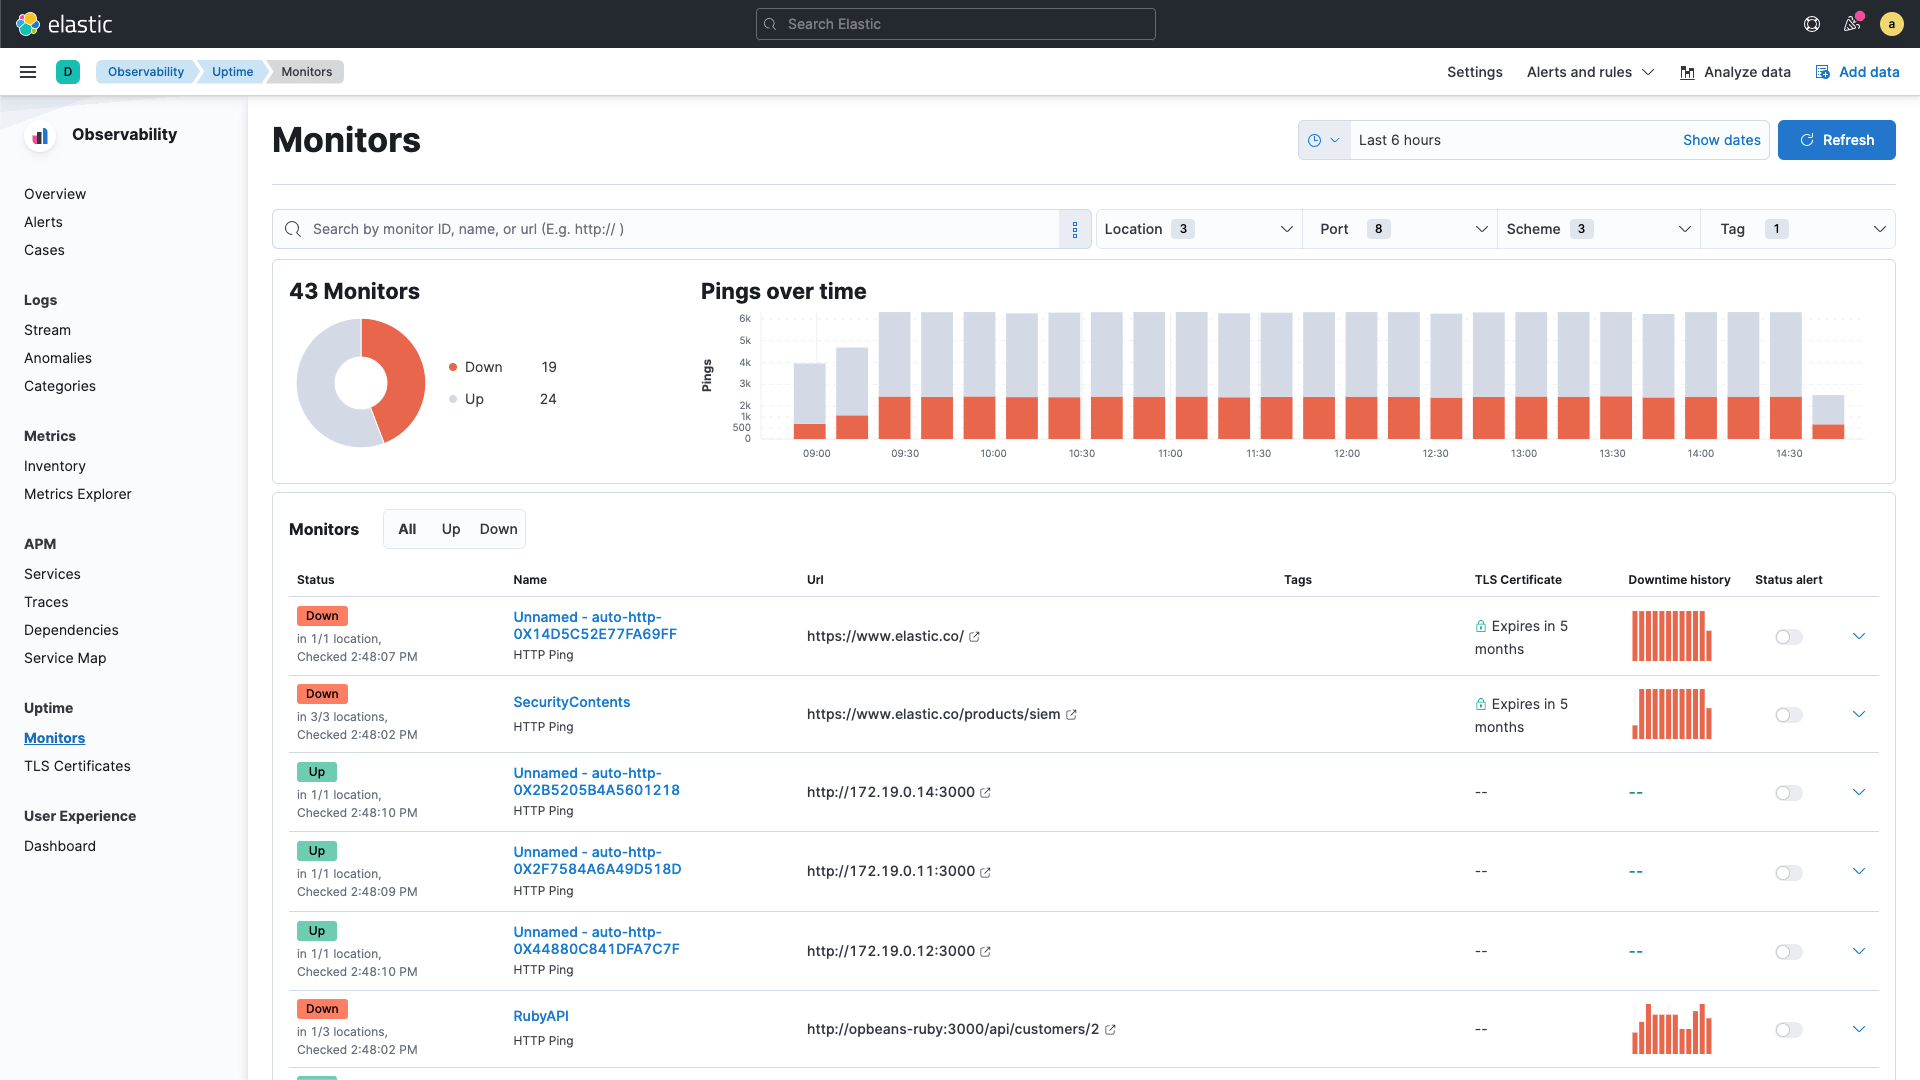 elastic
Search Elastic
a
D
Observability
Uptime
Monitors
Settings
Alerts and rules
Analyze data
Add data
Observability
Overview
Alerts
Cases
Logs
Stream
Anomalies
Categories
Metrics
Inventory
Metrics Explorer
APM
Services
Traces
Dependencies
Service Map
Uptime
Monitors
TLS Certificates
User Experience
Dashboard
Monitors
Last 6 hours
Show dates
Refresh
Search by monitor ID, name, or url (E.g. http:// )
Location 3
Port 8
Scheme 3
Tag 1
43 Monitors
Down 19
Up 24
Pings over time
Pings
6k
5k
4k
3k
2k
1k
500
0
09:00 09:30 10:00 10:30 11:00 11:30 12:00 12:30 13:00 13:30 14:00 14:30
Monitors
All Up Down
Status Name Url Tags TLS Certificate Downtime history Status alert
Down
in 1/1 location,
Checked 2:48:07 PM
Unnamed - auto-http-
0X14D5C52E77FA69FF
HTTP Ping
https://www.elastic.co/
Expires in 5
months
Down
in 3/3 locations,
Checked 2:48:02 PM
SecurityContents
HTTP Ping
https://www.elastic.co/products/siem
Expires in 5
months
Up
in 1/1 location,
Checked 2:48:10 PM
Unnamed - auto-http-
0X2B5205B4A5601218
HTTP Ping
http://172.19.0.14:3000
--
--
Up
in 1/1 location,
Checked 2:48:09 PM
Unnamed - auto-http-
0X2F7584A6A49D518D
HTTP Ping
http://172.19.0.11:3000
--
--
Up
in 1/1 location,
Checked 2:48:10 PM
Unnamed - auto-http-
0X44880C841DFA7C7F
HTTP Ping
http://172.19.0.12:3000
--
--
Down
in 1/3 locations,
Checked 2:48:02 PM
RubyAPI
HTTP Ping
http://opbeans-ruby:3000/api/customers/2
--